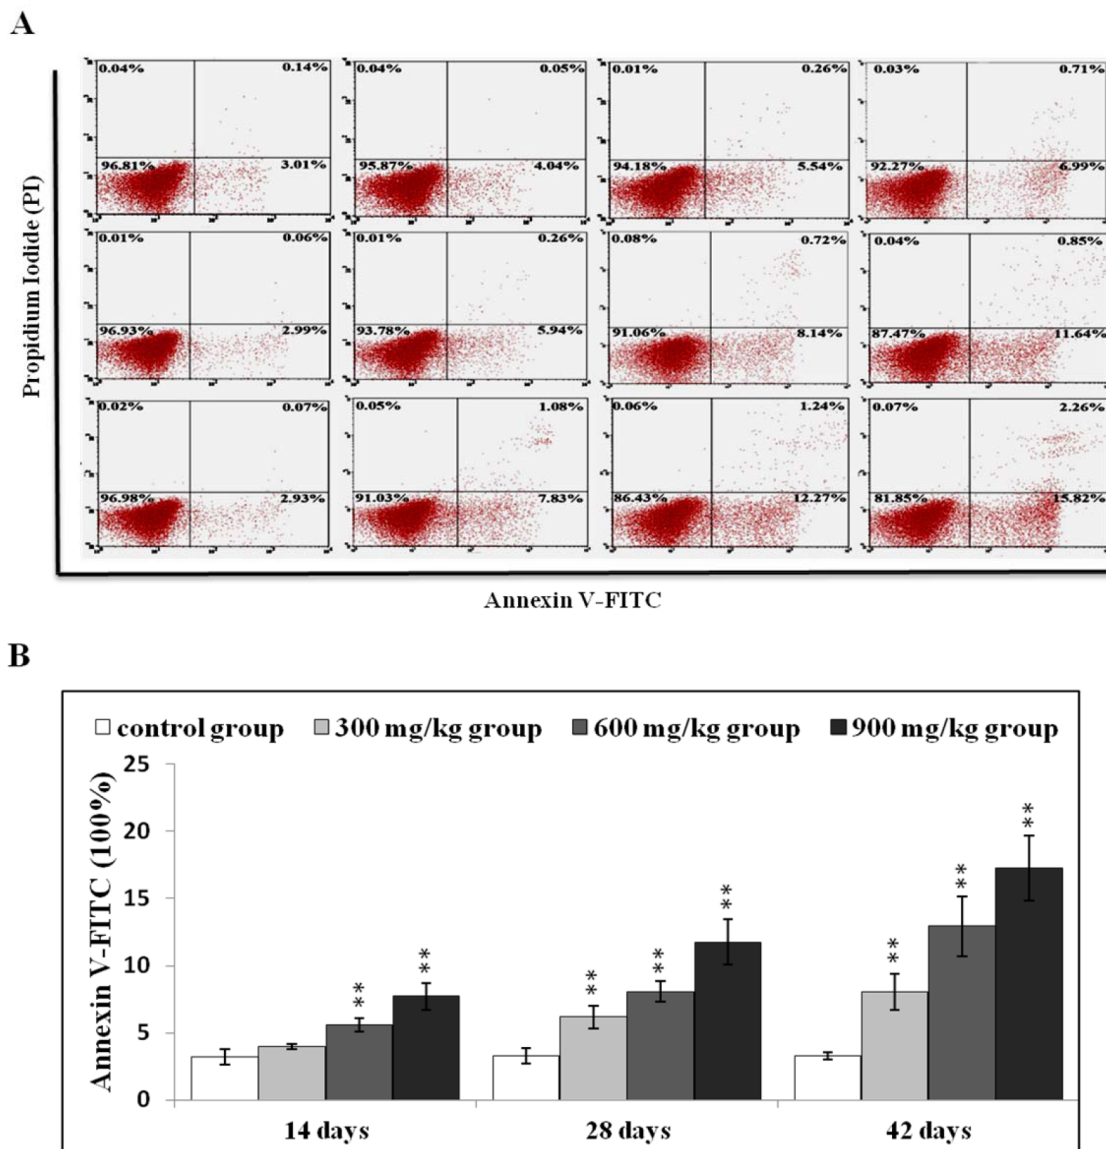 A
Propidium Iodide (PI)
0.04% 0.14% 0.04% 0.05% 0.01% 0.26% 0.03% 0.71%
96.81% 3.01% 95.87% 4.04% 94.18% 5.54% 92.27% 6.99%
0.01% 0.06% 0.01% 0.26% 0.08% 0.72% 0.04% 0.85%
96.93% 2.99% 93.78% 5.94% 91.06% 8.14% 87.47% 11.64%
0.02% 0.07% 0.05% 1.08% 0.06% 1.24% 0.07% 2.26%
96.98% 2.93% 91.03% 7.83% 86.43% 12.27% 81.85% 15.82%
Annexin V-FITC
B
control group 300 mg/kg group 600 mg/kg group 900 mg/kg group
Annexin V-FITC (100%)
25
20
15
10
5
0
** ** ** ** ** ** ** **
14 days 28 days 42 days